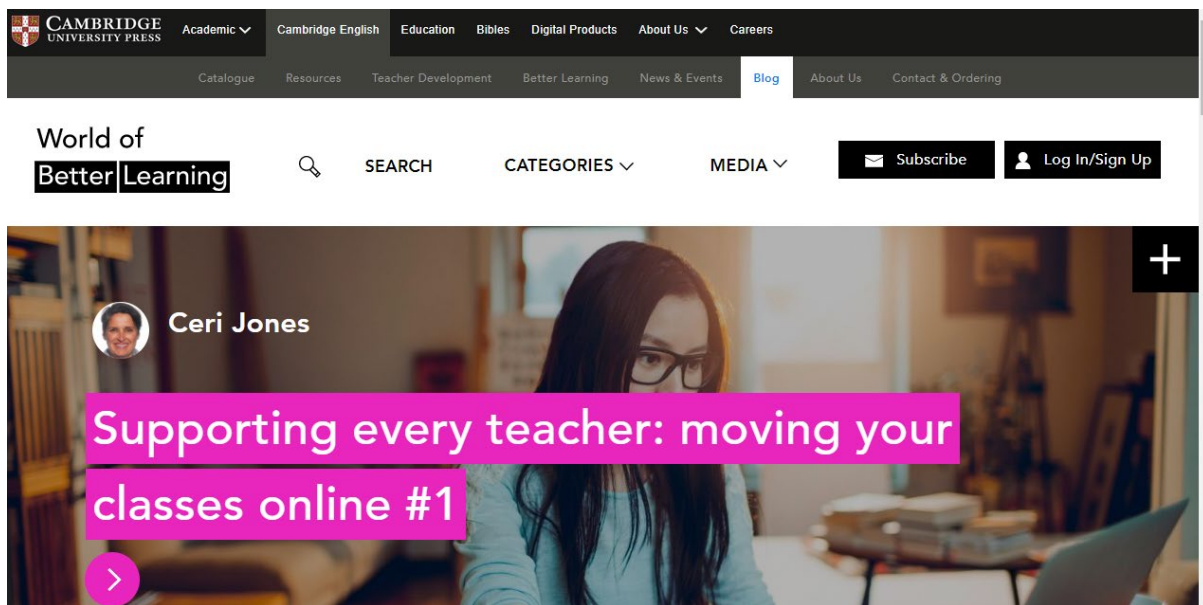 CAMBRIDGE
UNIVERSITY PRESS
Academic Cambridge English Education Bibles Digital Products About Us Careers
Catalogue Resources Teacher Development Better Learning News & Events Blog About Us Contact & Ordering
World of
Better Learning
SEARCH CATEGORIES MEDIA Subscribe Log In/Sign Up
Ceri Jones
Supporting every teacher: moving your
classes online #1